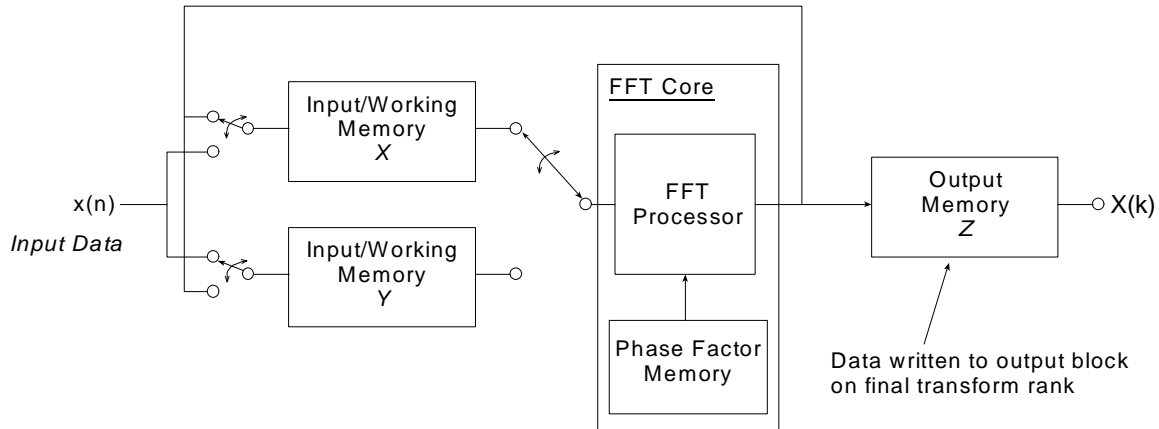 FFT Core
Input/Working
Memory
X
FFT
Processor
Output
Memory
Z
X(k)
x(n)
Input Data
Input/Working
Memory
Y
Phase Factor
Memory
Data written to output block
on final transform rank